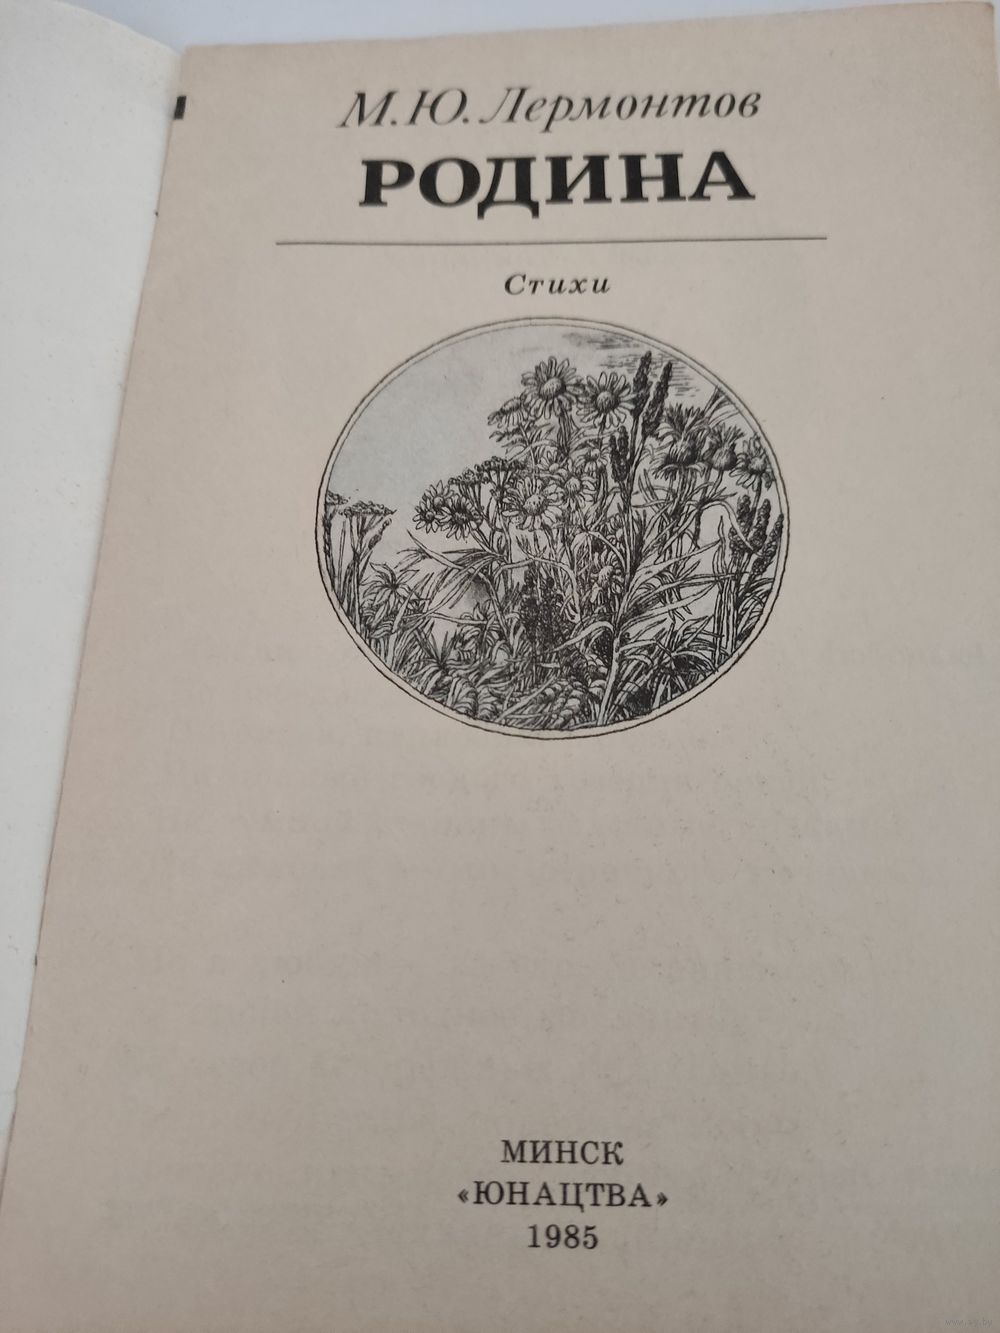 М.Ю. Лермонтов
РОДИНА
Стихи
МИНСК
«ЮНАЦТВА»
1985